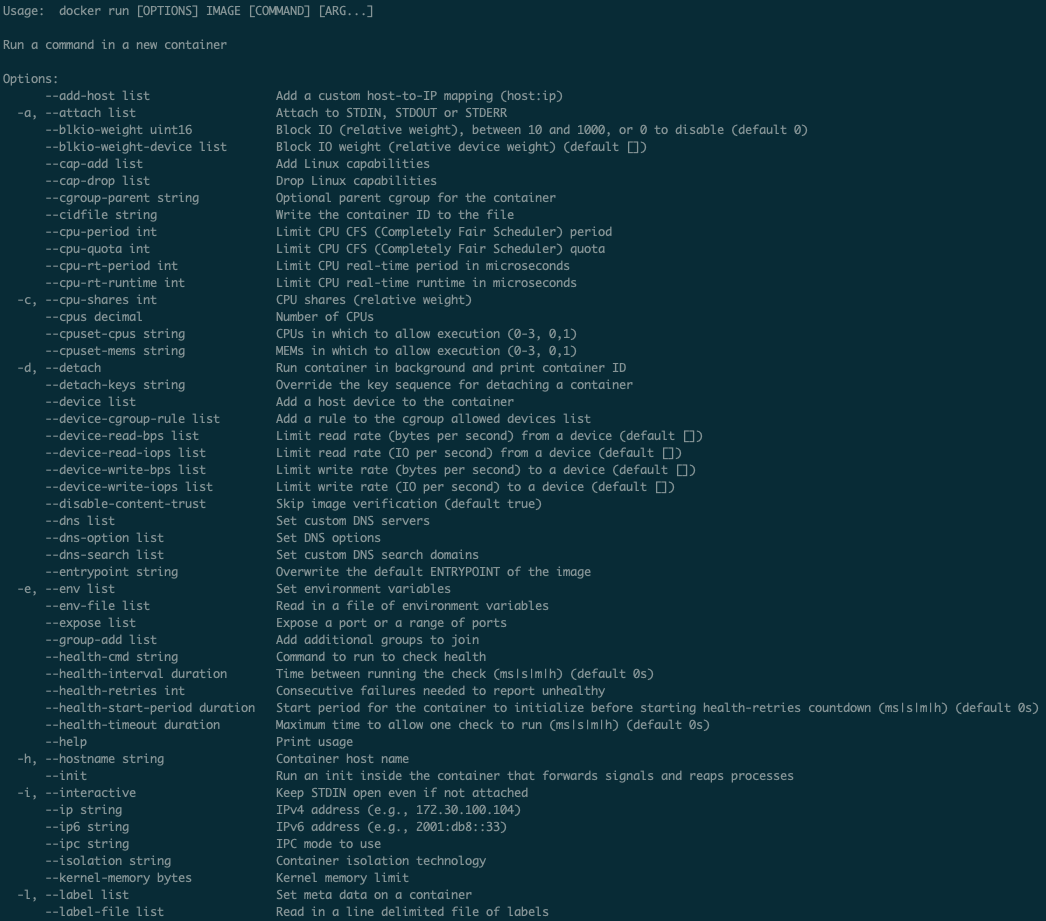 Usage:  docker run [OPTIONS] IMAGE [COMMAND] [ARG...]

Run a command in a new container

Options:
      --add-host list                  Add a custom host-to-IP mapping (host:ip)
  -a, --attach list                    Attach to STDIN, STDOUT or STDERR
      --blkio-weight uint16            Block IO (relative weight), between 10 and 1000, or 0 to disable (default 0)
      --blkio-weight-device list       Block IO weight (relative device weight) (default [])
      --cap-add list                   Add Linux capabilities
      --cap-drop list                  Drop Linux capabilities
      --cgroup-parent string           Optional parent cgroup for the container
      --cidfile string                 Write the container ID to the file
      --cpu-period int                 Limit CPU CFS (Completely Fair Scheduler) period
      --cpu-quota int                  Limit CPU CFS (Completely Fair Scheduler) quota
      --cpu-rt-period int              Limit CPU real-time period in microseconds
      --cpu-rt-runtime int             Limit CPU real-time runtime in microseconds
  -c, --cpu-shares int                 CPU shares (relative weight)
      --cpus decimal                   Number of CPUs
      --cpuset-cpus string             CPUs in which to allow execution (0-3, 0,1)
      --cpuset-mems string             MEMs in which to allow execution (0-3, 0,1)
  -d, --detach                         Run container in background and print container ID
      --detach-keys string             Override the key sequence for detaching a container
      --device list                    Add a host device to the container
      --device-cgroup-rule list        Add a rule to the cgroup allowed devices list
      --device-read-bps list           Limit read rate (bytes per second) from a device (default [])
      --device-read-iops list          Limit read rate (IO per second) from a device (default [])
      --device-write-bps list          Limit write rate (bytes per second) to a device (default [])
      --device-write-iops list         Limit write rate (IO per second) to a device (default [])
      --disable-content-trust          Skip image verification (default true)
      --dns list                       Set custom DNS servers
      --dns-option list                Set DNS options
      --dns-search list                Set custom DNS search domains
      --entrypoint string              Overwrite the default ENTRYPOINT of the image
  -e, --env list                       Set environment variables
      --env-file list                  Read in a file of environment variables
      --expose list                    Expose a port or a range of ports
      --group-add list                 Add additional groups to join
      --health-cmd string              Command to run to check health
      --health-interval duration       Time between running the check (ms|s|m|h) (default 0s)
      --health-retries int             Consecutive failures needed to report unhealthy
      --health-start-period duration   Start period for the container to initialize before starting health-retries countdown (ms|s|m|h) (default 0s)
      --health-timeout duration        Maximum time to allow one check to run (ms|s|m|h) (default 0s)
      --help                           Print usage
  -h, --hostname string                Container host name
      --init                           Run an init inside the container that forwards signals and reaps processes
  -i, --interactive                    Keep STDIN open even if not attached
      --ip string                      IPv4 address (e.g., 172.30.100.104)
      --ip6 string                     IPv6 address (e.g., 2001:db8::33)
      --ipc string                     IPC mode to use
      --isolation string               Container isolation technology
      --kernel-memory bytes            Kernel memory limit
  -l, --label list                     Set meta data on a container
      --label-file list                Read in a line delimited file of labels